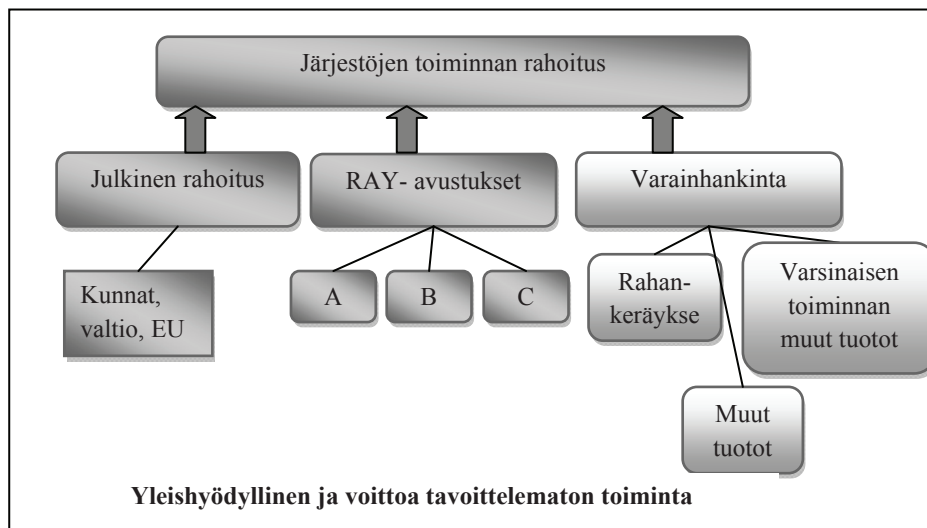 Järjestöjen toiminnan rahoitus
Julkinen rahoitus
RAY- avustukset
Varainhankinta
Kunnat,
valtio, EU
A
B
C
Rahan-
keräykse
Varsinaisen
toiminnan
muut tuotot
Muut
tuotot
Yleishyödyllinen ja voittoa tavoittelematon toiminta